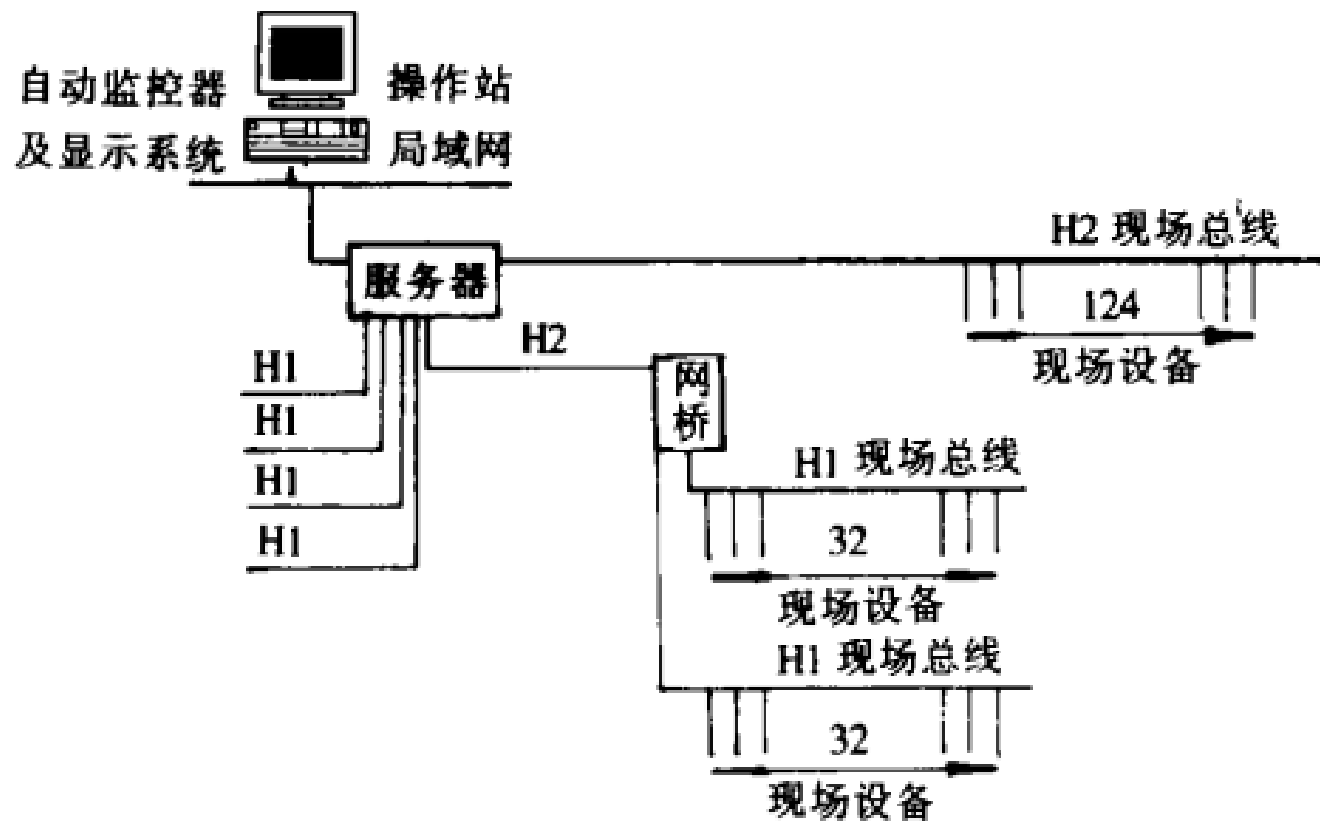 自动监控器
及显示系统
操作站
局域网
H2 现场总线
服务器
124
现场设备
H2
H1
H1
H1
H1
网
桥
H1 现场总线
32
现场设备
H1 现场总线
32
现场设备